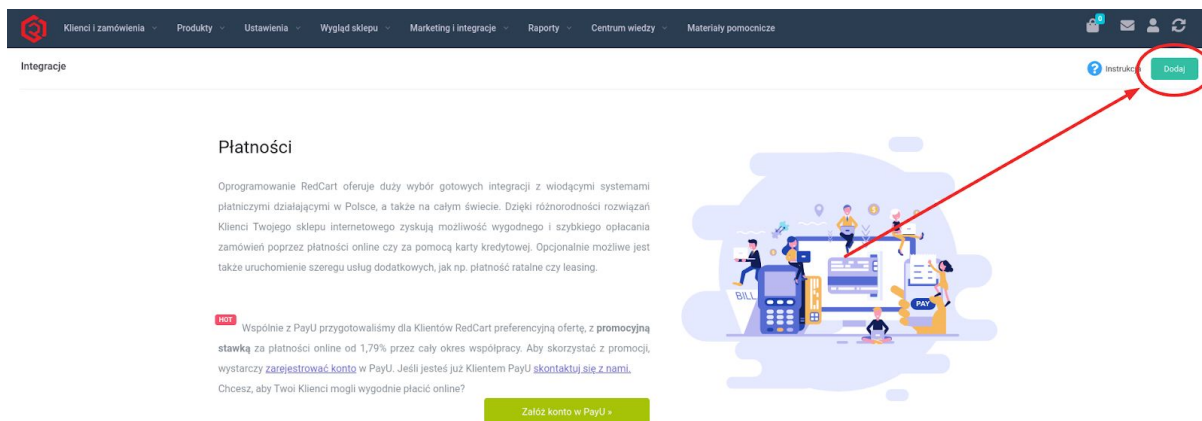 Klienci i zamówienia Produkty Ustawienia Wygląd sklepu Marketing i integracje Raporty Centrum wiedzy Materiały pomocnicze 0
Integracje ? Instrukcja Dodaj
Płatności
Oprogramowanie RedCart oferuje duży wybór gotowych integracji z wiodącymi systemami
płatniczymi działającymi w Polsce, a także na całym świecie. Dzięki różnorodności rozwiązań
Klienci Twojego sklepu internetowego zyskują możliwość wygodnego i szybkiego opłacania
zamówień poprzez płatności online czy za pomocą karty kredytowej. Opcjonalnie możliwe jest
także uruchomienie szeregu usług dodatkowych, jak np. płatność ratalne czy leasing.
HOT Wspólnie z PayU przygotowaliśmy dla Klientów RedCart preferencyjną ofertę, z promocyjną
stawką za płatności online od 1,79% przez cały okres współpracy. Aby skorzystać z promocji,
wystarczy zarejestrować konto w PayU. Jeśli jesteś już Klientem PayU skontaktuj się z nami.
Chcesz, aby Twoi Klienci mogli wygodnie płacić online?
Załóż konto w PayU »
BILL
PAY